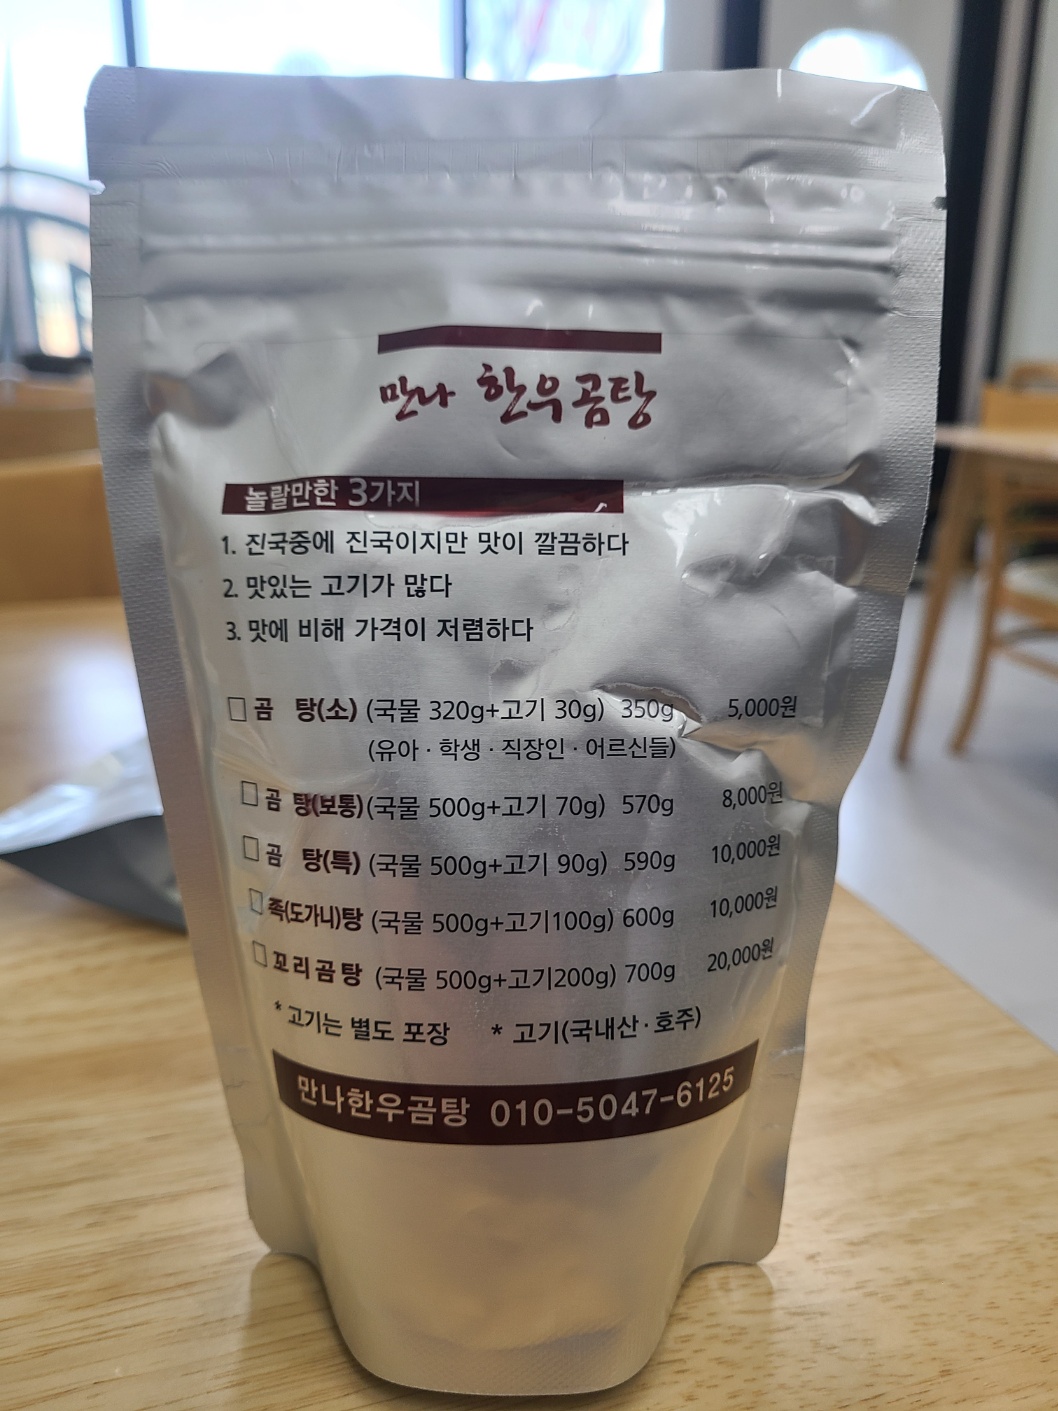 만나 한우곰탕
놀랄만한 3가지
1. 진국중에 진국이지만 맛이 깔끔하다
2. 맛있는 고기가 많다
3. 맛에 비해 가격이 저렴하다
□ 곰 탕(소) (국물 320g+고기 30g) 350g 5,000원
(유아 · 학생 · 직장인 · 어르신들)
□ 곰 탕(보통) (국물 500g+고기 70g) 570g 8,000원
□ 곰 탕(특) (국물 500g+고기 90g) 590g 10,000원
□ 족(도가니)탕 (국물 500g+고기100g) 600g 10,000원
□ 꼬리곰탕 (국물 500g+고기200g) 700g 20,000원
* 고기는 별도 포장 * 고기(국내산 · 호주)
만나한우곰탕 010-5047-6125